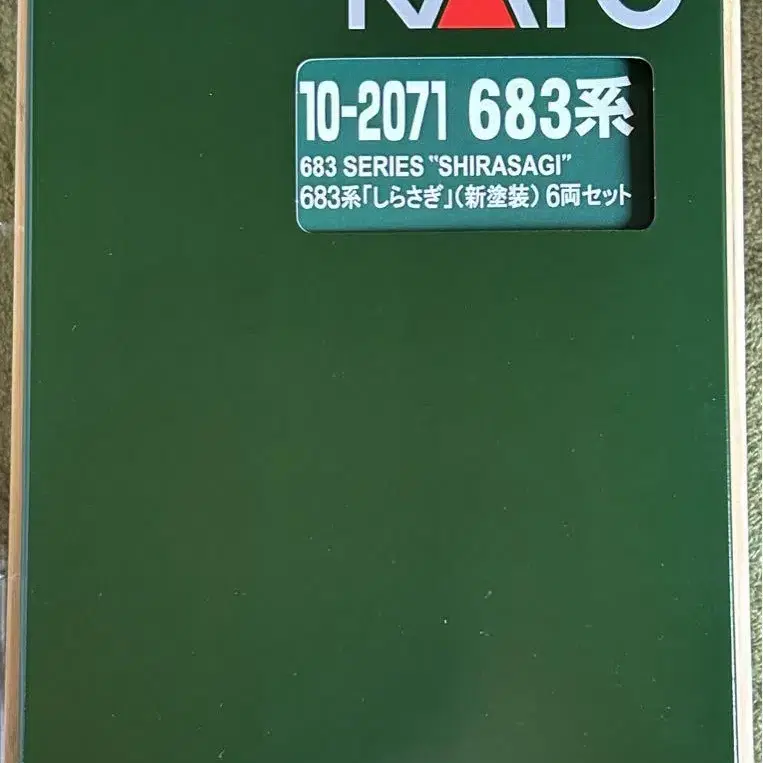 KATO
10-2071 683系
683 SERIES "SHIRASAGI"
683系「しらさぎ」（新塗装）6両セット